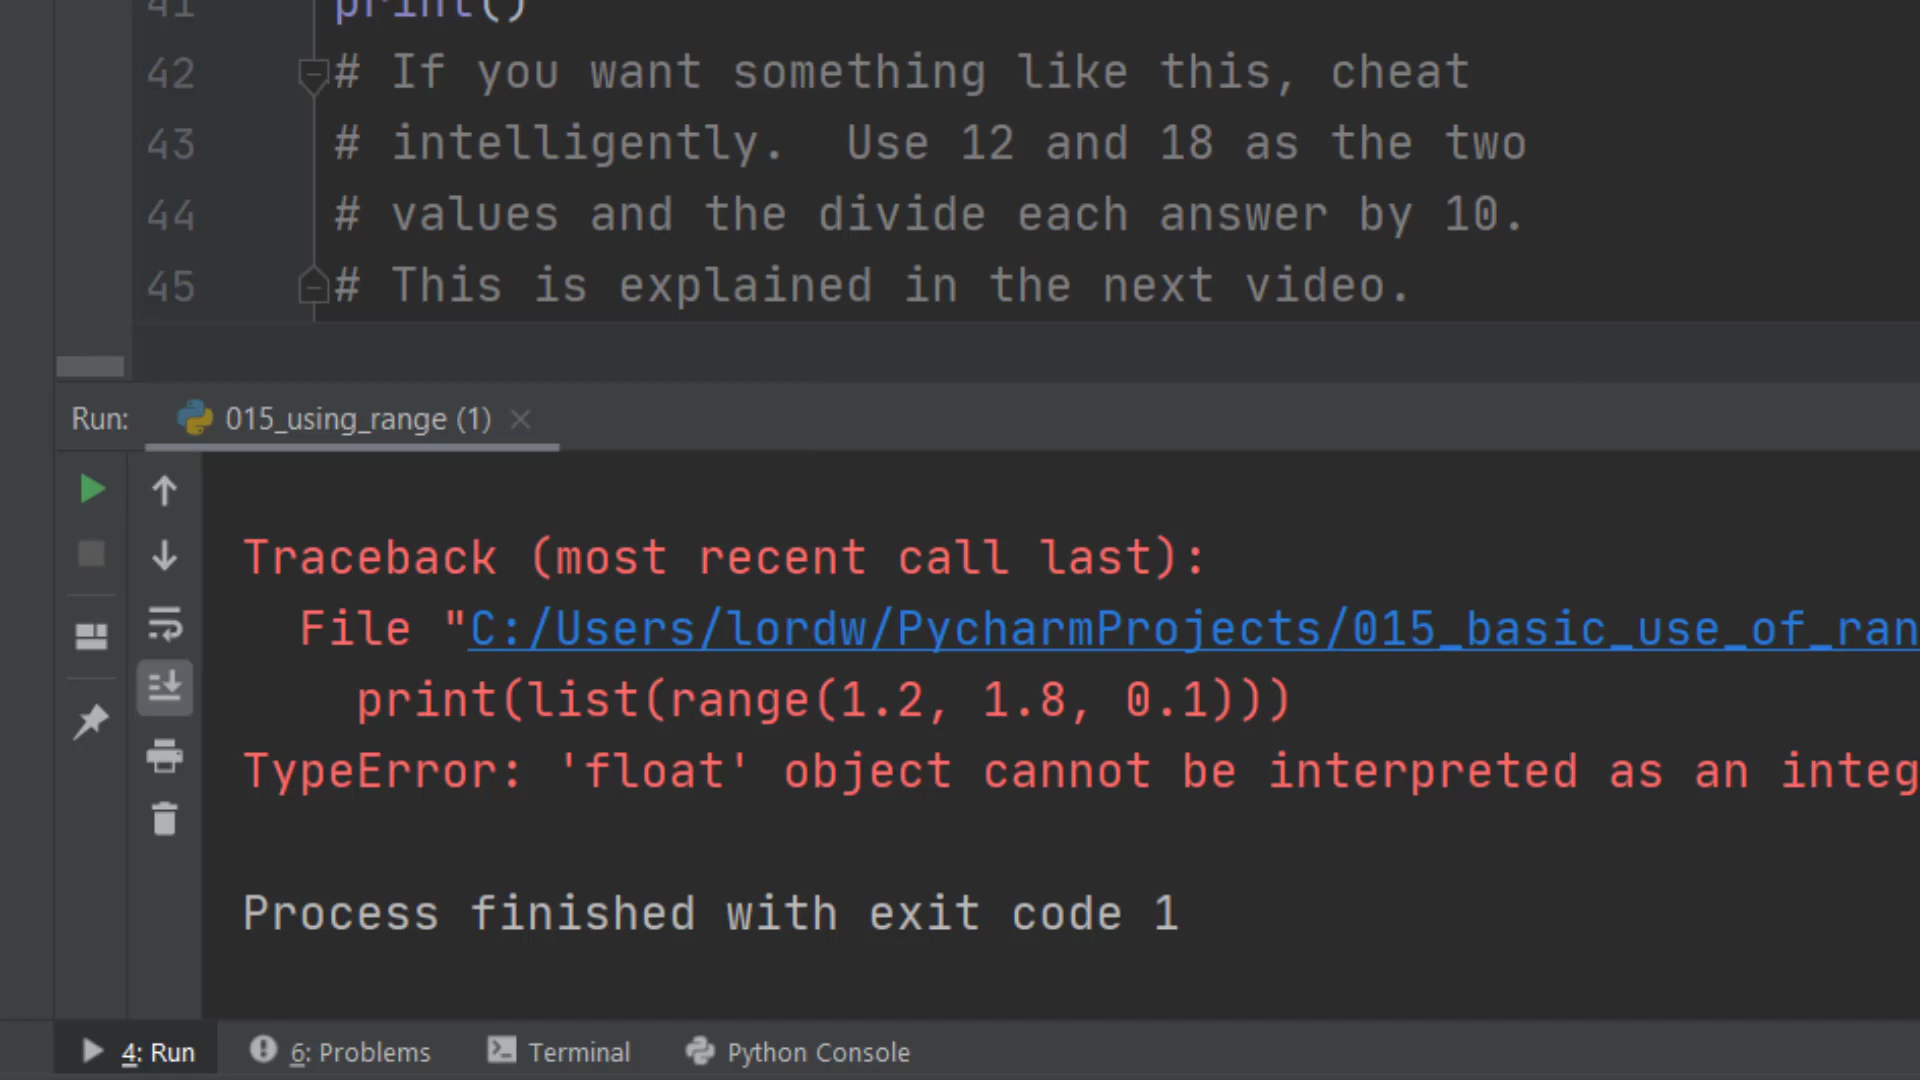 41 print()
42 # If you want something like this, cheat
43 # intelligently.  Use 12 and 18 as the two
44 # values and the divide each answer by 10.
45 # This is explained in the next video.
Run: 015_using_range (1)
Traceback (most recent call last):
  File "C:/Users/lordw/PycharmProjects/015_basic_use_of_ran
    print(list(range(1.2, 1.8, 0.1)))
TypeError: 'float' object cannot be interpreted as an integ
Process finished with exit code 1
4: Run 6: Problems Terminal Python Console